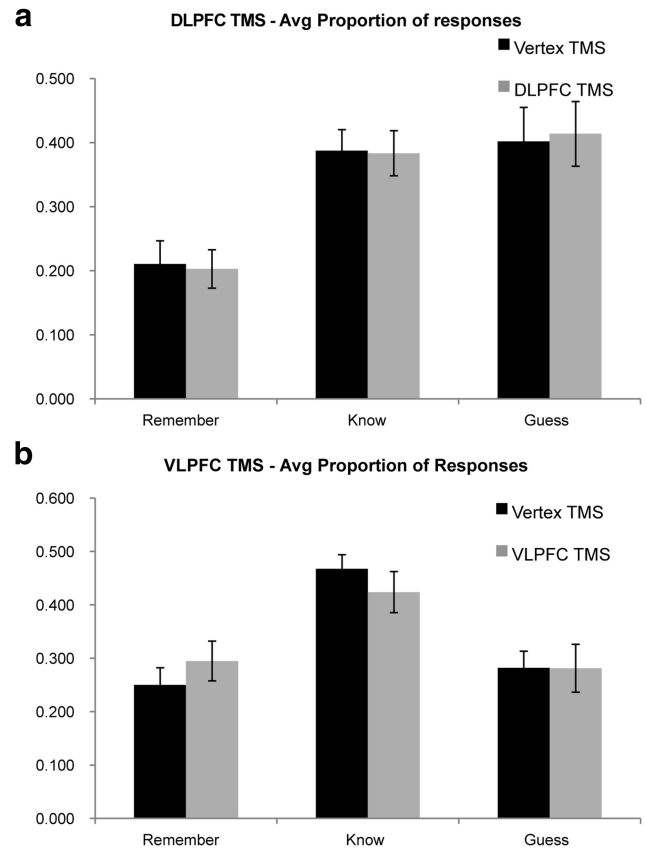 a
DLPFC TMS - Avg Proportion of responses
Vertex TMS
DLPFC TMS
0.500
0.400
0.300
0.200
0.100
0.000
Remember
Know
Guess
b
VLPFC TMS - Avg Proportion of Responses
Vertex TMS
VLPFC TMS
0.600
0.500
0.400
0.300
0.200
0.100
0.000
Remember
Know
Guess